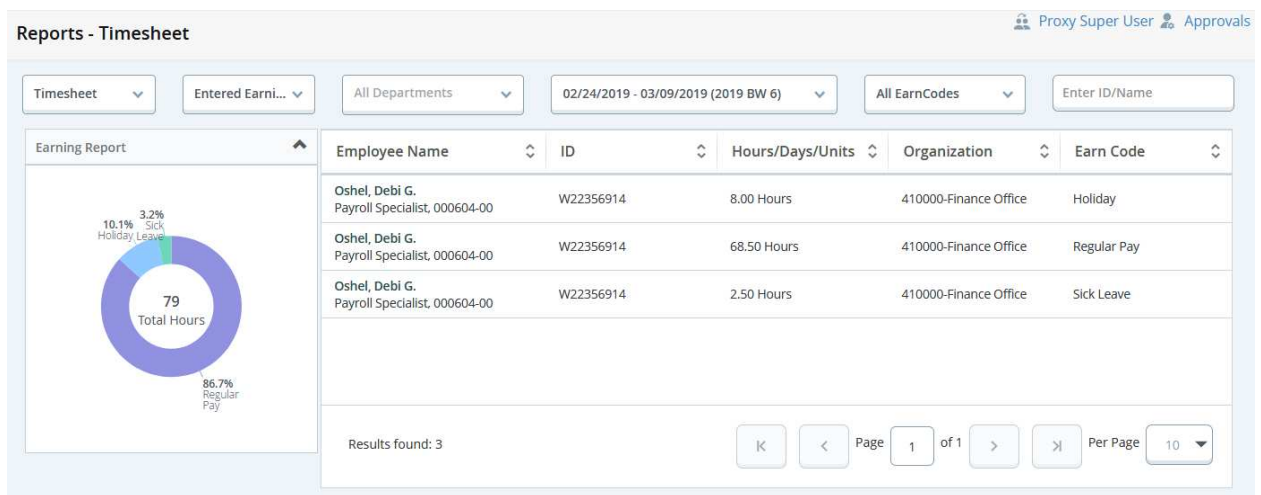 Reports - Timesheet
Proxy Super User
Approvals
Timesheet
Entered Earni...
All Departments
02/24/2019 - 03/09/2019 (2019 BW 6)
All EarnCodes
Enter ID/Name
Earning Report
3.2%
Sick
Leave
10.1%
Holiday
79
Total Hours
86.7%
Regular
Pay
Employee Name ID Hours/Days/Units Organization Earn Code
Oshel, Debi G.
Payroll Specialist, 000604-00
W22356914 8.00 Hours 410000-Finance Office Holiday
Oshel, Debi G.
Payroll Specialist, 000604-00
W22356914 68.50 Hours 410000-Finance Office Regular Pay
Oshel, Debi G.
Payroll Specialist, 000604-00
W22356914 2.50 Hours 410000-Finance Office Sick Leave
Results found: 3
Page 1 of 1
Per Page 10